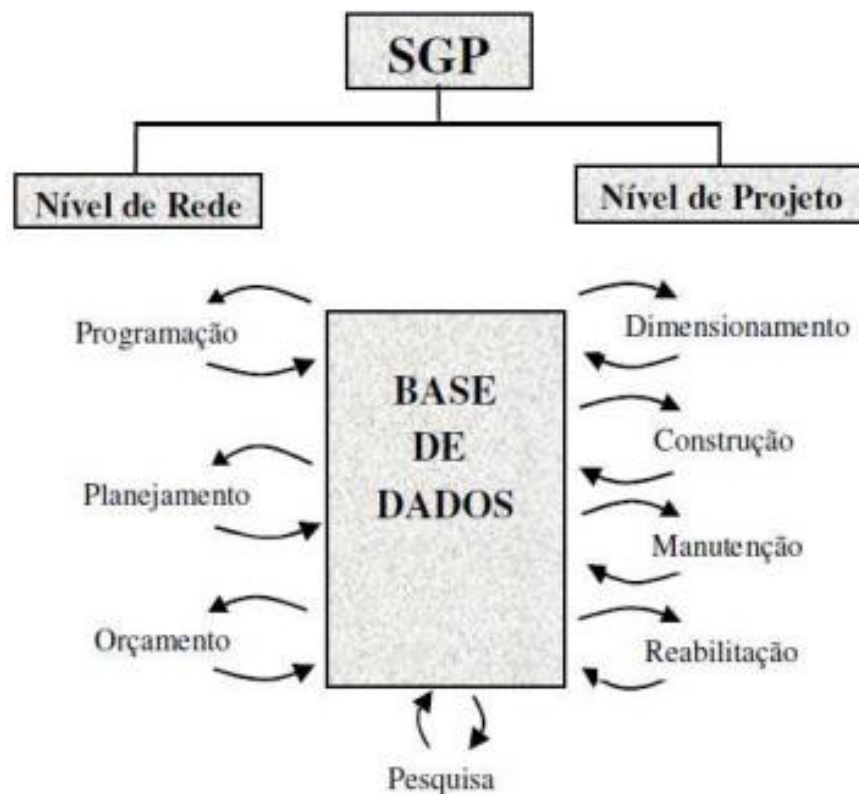 SGP
Nível de Rede
Nível de Projeto
Programação
Planejamento
Orçamento
BASE
DE
DADOS
Dimensionamento
Construção
Manutenção
Reabilitação
Pesquisa